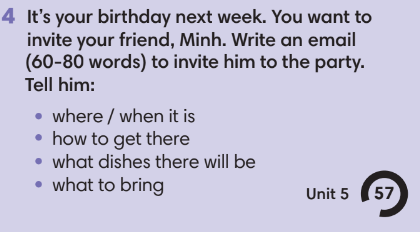 4 It's your birthday next week. You want to
invite your friend, Minh. Write an email
(60-80 words) to invite him to the party.
Tell him:
• where / when it is
• how to get there
• what dishes there will be
• what to bring
Unit 5 57